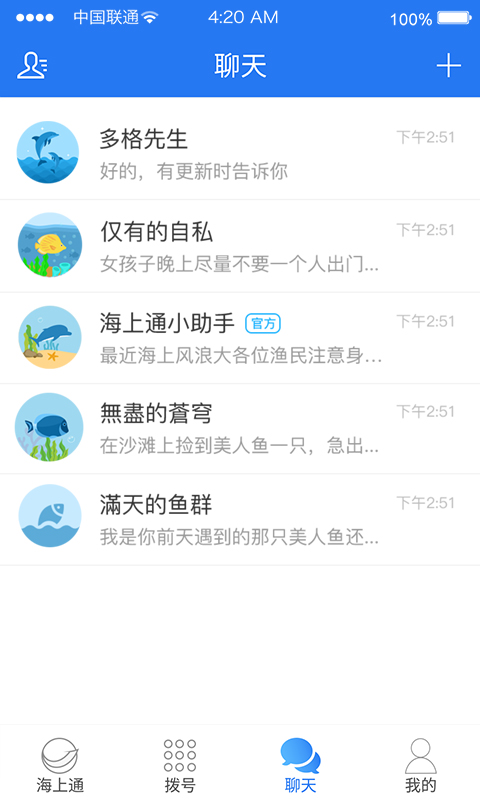 中国联通 4:20 AM 100%
聊天
多格先生 下午2:51
好的，有更新时告诉你
仅有的自私 下午2:51
女孩子晚上尽量不要一个人出门...
海上通小助手 官方 下午2:51
最近海上风浪大各位渔民注意身...
無盡的蒼穹 下午2:51
在沙滩上捡到美人鱼一只，急出...
滿天的鱼群 下午2:51
我是你前天遇到的那只美人鱼还...
海上通 拨号 聊天 我的